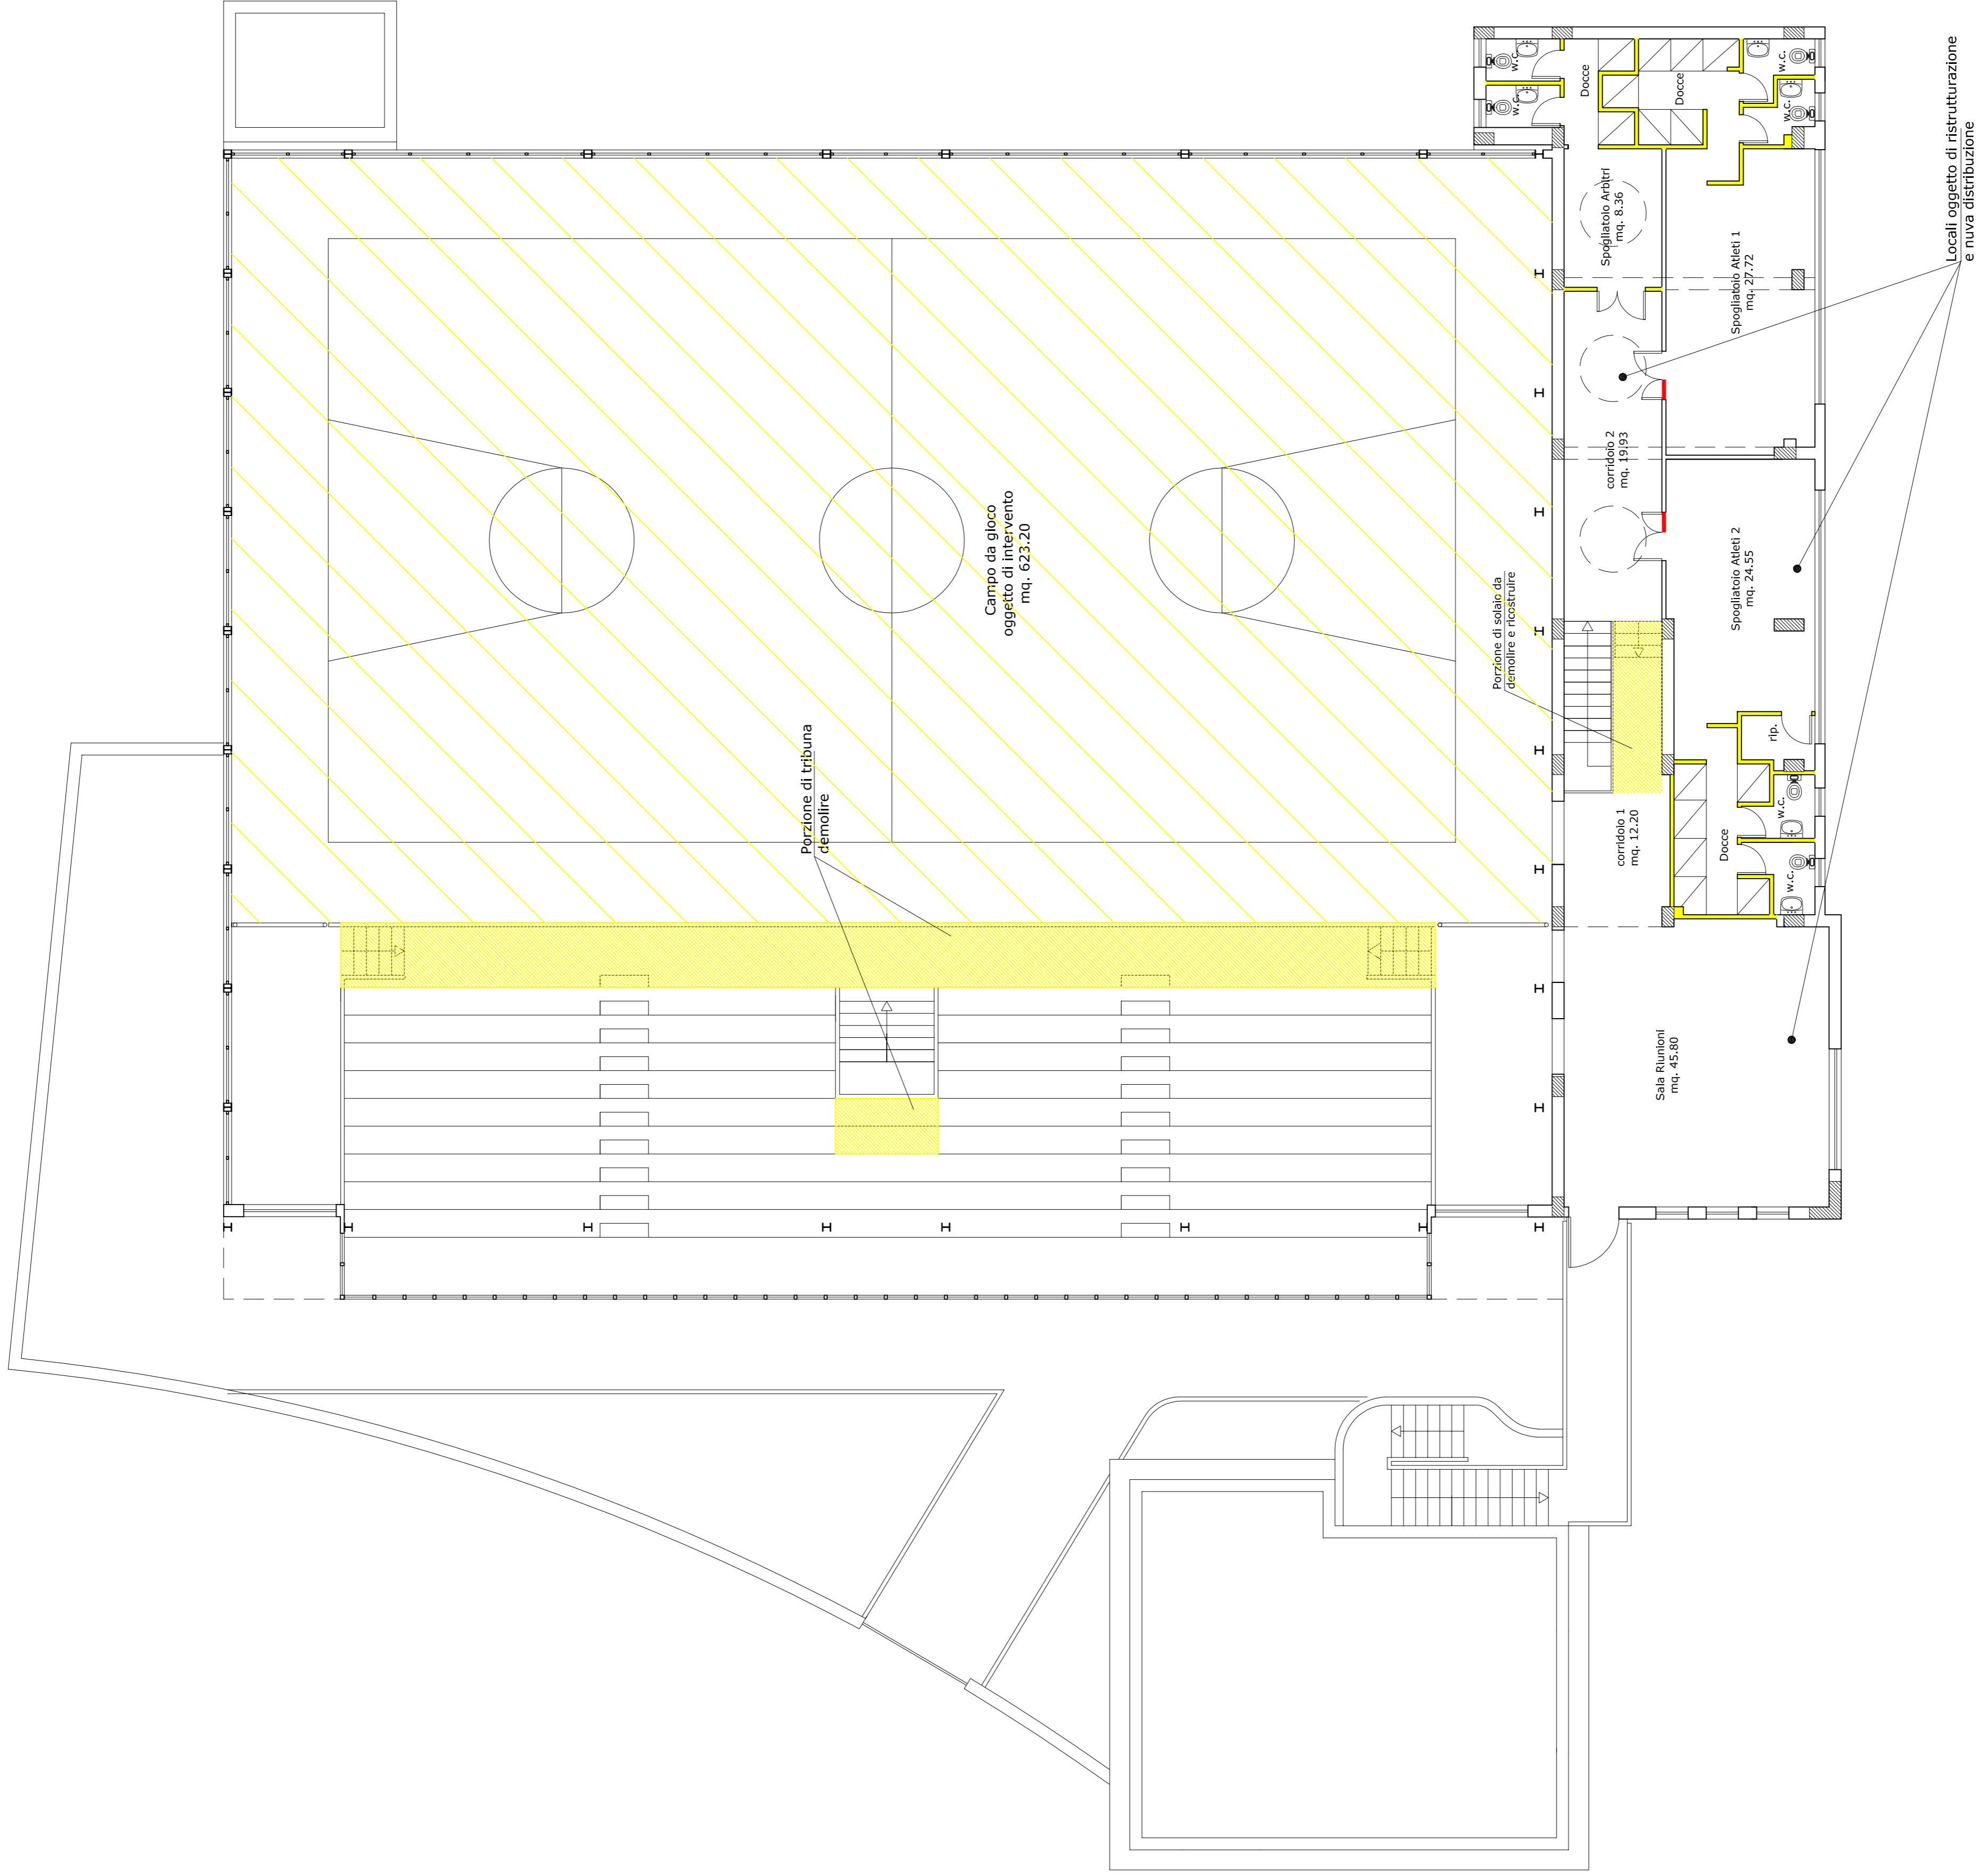 w.c.
w.c.
Docce
Docce
w.c.
w.c.
Spogliatoio Arbitri
mq. 8.36
Spogliatoio Atleti 1
mq. 27.72
Locali oggetto di ristrutturazione
e nuva distribuzione
corridoio 2
mq. 19.93
Campo da gioco
oggetto di intervento
mq. 623.20
Spogliatoio Atleti 2
mq. 24.55
Porzione di solaio da
demolire e ricostruire
rip.
Porzione di tribuna
demolire
corridoio 1
mq. 12.20
Docce
w.c.
w.c.
Sala Riunioni
mq. 45.80